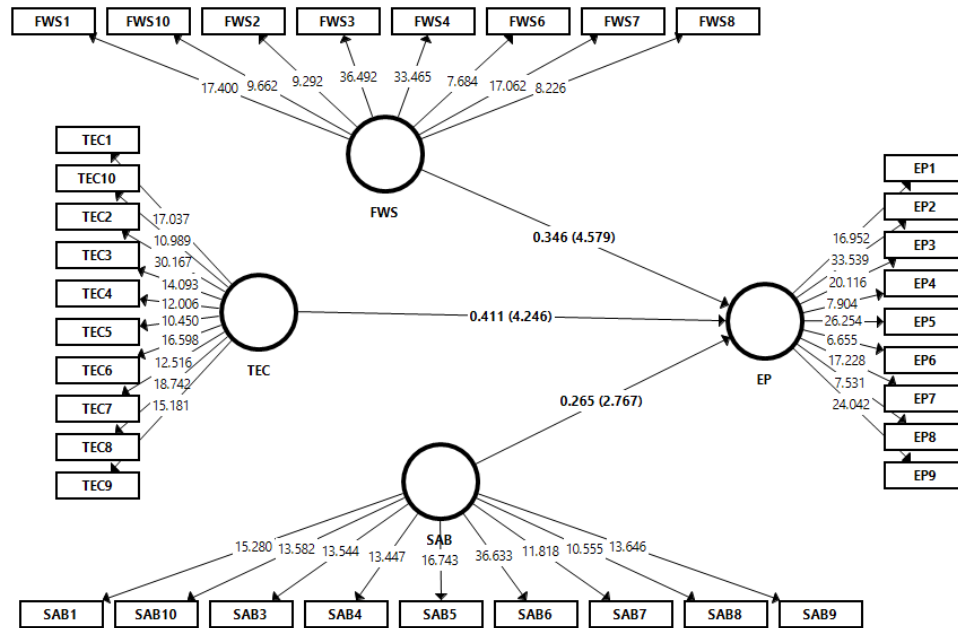 FWS1 FWS10 FWS2 FWS3 FWS4 FWS6 FWS7 FWS8
17.400 9.662 9.292 36.492 33.465 7.684 17.062 8.226
FWS
TEC1
TEC10
TEC2
TEC3
TEC4
TEC5
TEC6
TEC7
TEC8
TEC9
17.037
10.989
30.167
14.093
12.006
10.450
16.598
12.516
18.742
15.181
TEC
0.346 (4.579)
0.411 (4.246)
0.265 (2.767)
EP
16.952
33.539
20.116
7.904
26.254
6.655
17.228
7.531
24.042
EP1
EP2
EP3
EP4
EP5
EP6
EP7
EP8
EP9
SAB
15.280 13.582 13.544 13.447 16.743 36.633 11.818 10.555 13.646
SAB1 SAB10 SAB3 SAB4 SAB5 SAB6 SAB7 SAB8 SAB9